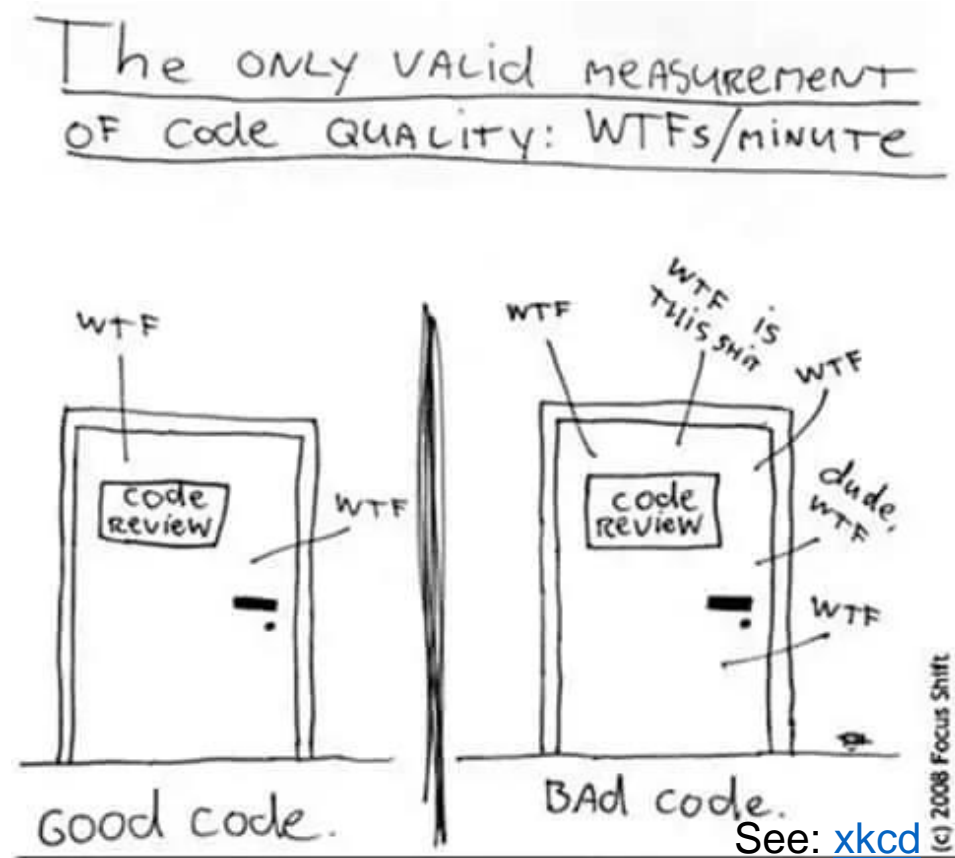 The ONLY VALid MEASUREMENT
OF Code QUALITY: WTFs/MINUTE
WTF
code
REVIEW
WTF
GOOD code.
WTF
WTF IS
THIS SHIT
WTF
code
REVIEW
dude,
WTF
WTF
BAd code.
See: xkcd
(c) 2008 Focus Shift